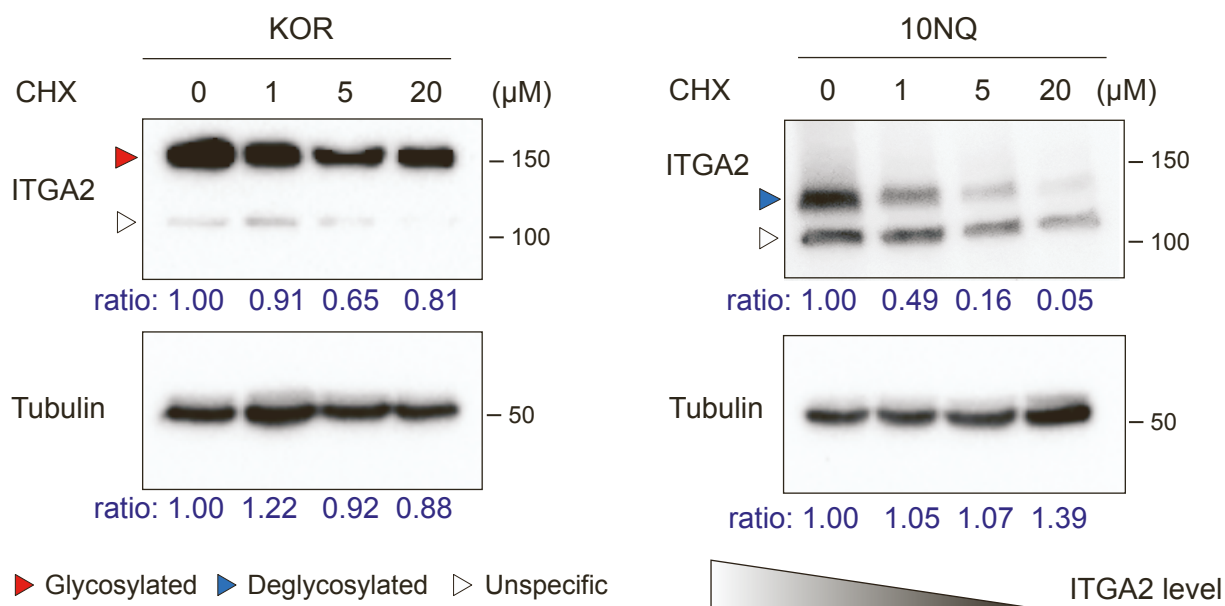 KOR
CHX 0 1 5 20 (µM)
ITGA2
150
100
ratio: 1.00 0.91 0.65 0.81
Tubulin
50
ratio: 1.00 1.22 0.92 0.88
10NQ
CHX 0 1 5 20 (µM)
ITGA2
150
100
ratio: 1.00 0.49 0.16 0.05
Tubulin
50
ratio: 1.00 1.05 1.07 1.39
Glycosylated Deglycosylated Unspecific
ITGA2 level